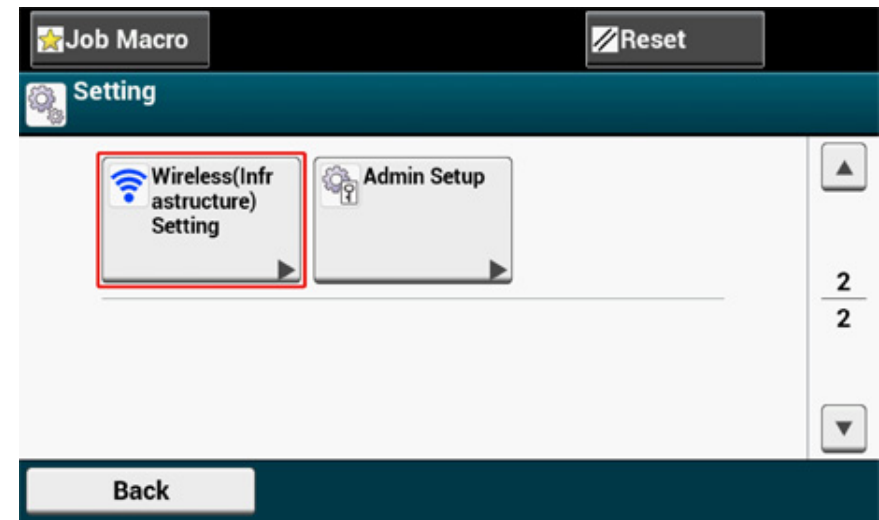 Job Macro
Reset
Setting
Wireless(Infr
astructure)
Setting
Admin Setup
2
2
Back